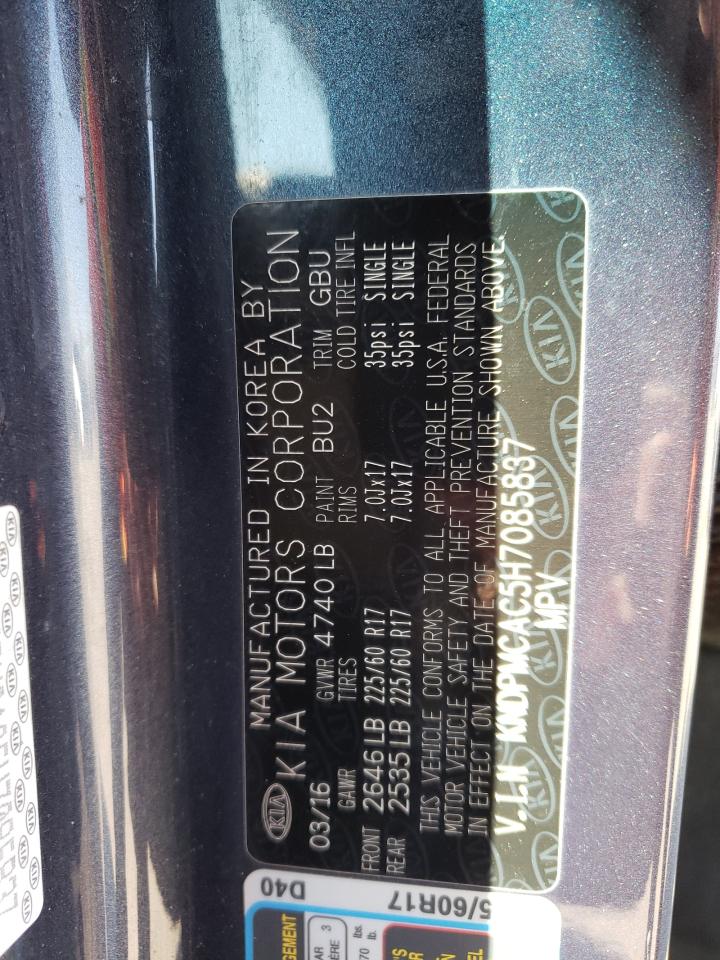 MANUFACTURED IN KOREA BY
KIA KIA MOTORS CORPORATION
03/16 GVWR 4740 LB PAINT BU2 TRIM GBU
GAWR TIRES RIMS COLD TIRE INFL
FRONT 2646 LB 225/60 R17 7.0Jx17 35psi SINGLE
REAR 2535 LB 225/60 R17 7.0Jx17 35psi SINGLE
THIS VEHICLE CONFORMS TO ALL APPLICABLE U.S.A. FEDERAL
MOTOR VEHICLE SAFETY AND THEFT PREVENTION STANDARDS
IN EFFECT ON THE DATE OF MANUFACTURE SHOWN ABOVE.
V.I.N KNDPMCAC5H7085837
MPV
D40
5/60R17